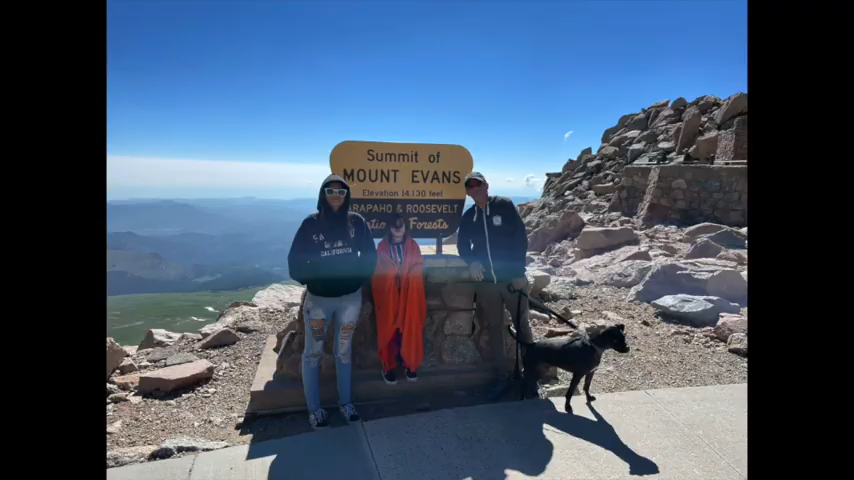 Summit of
MOUNT EVANS
Elevation 14,130 feet
ARAPAHO & ROOSEVELT
Forests
CALIFORNIA